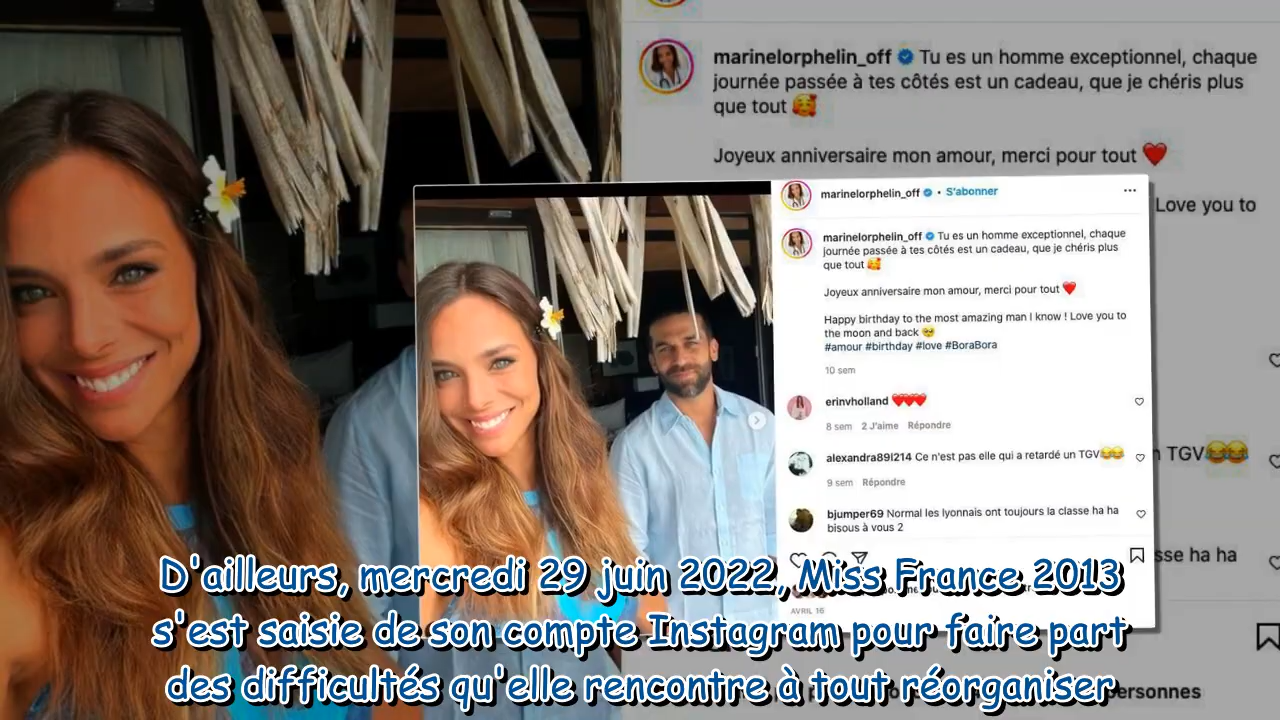 marinelorphelin_off Tu es un homme exceptionnel, chaque
journée passée à tes côtés est un cadeau, que je chéris plus
que tout 🥰
Joyeux anniversaire mon amour, merci pour tout ❤️
Love you to
TGV😂😂
sse ha ha
personnes
marinelorphelin_off • S'abonner
marinelorphelin_off Tu es un homme exceptionnel, chaque
journée passée à tes côtés est un cadeau, que je chéris plus
que tout 🥰
Joyeux anniversaire mon amour, merci pour tout ❤️
Happy birthday to the most amazing man I know ! Love you to
the moon and back 🥹
#amour #birthday #love #BoraBora
10 sem
erinvholland ❤️❤️❤️
8 sem 2 J'aime Répondre
alexandra89l214 Ce n'est pas elle qui a retardé un TGV😂😂
9 sem Répondre
bjumper69 Normal les lyonnais ont toujours la classe ha ha
bisous à vous 2
AVRIL 16
D'ailleurs, mercredi 29 juin 2022, Miss France 2013
s'est saisie de son compte Instagram pour faire part
des difficultés qu'elle rencontre à tout réorganiser